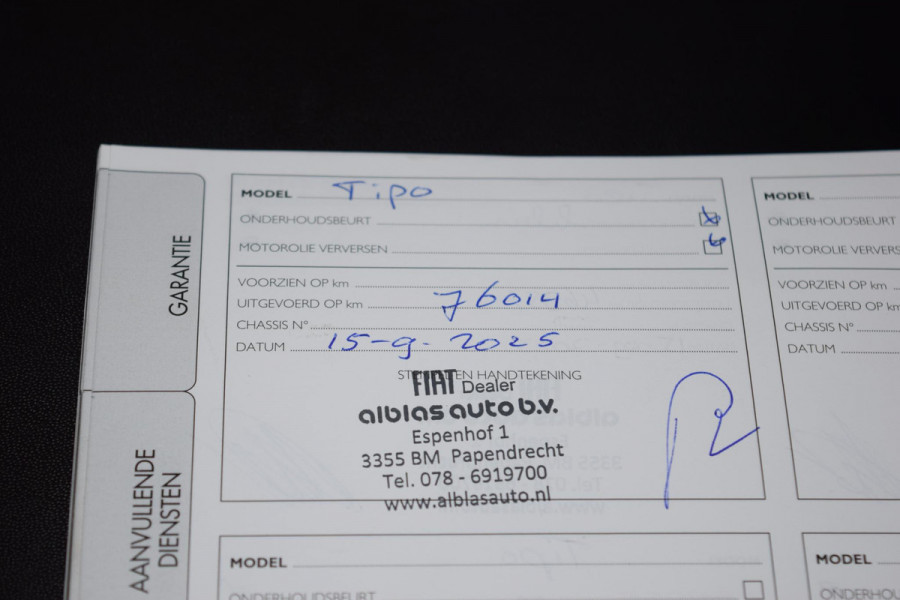 GARANTIE
AANVULLENDE
DIENSTEN
MODEL Tipo
ONDERHOUDSBEURT
MOTOROLIE VERVERSEN
VOORZIEN OP km
UITGEVOERD OP km 76014
CHASSIS N°
DATUM 15-9-2025
STEMPEL EN HANDTEKENING
FIAT Dealer
alblas auto b.v.
Espenhof 1
3355 BM Papendrecht
Tel. 078 - 6919700
www.alblasauto.nl
MODEL
ONDERHOUDSBEURT
MOTOROLIE VERVERS
VOORZIEN OP km
UITGEVOERD OP km
CHASSIS N°
DATUM
MODEL
ONDERHOUDSBEURT
MODEL
ONDERHOU